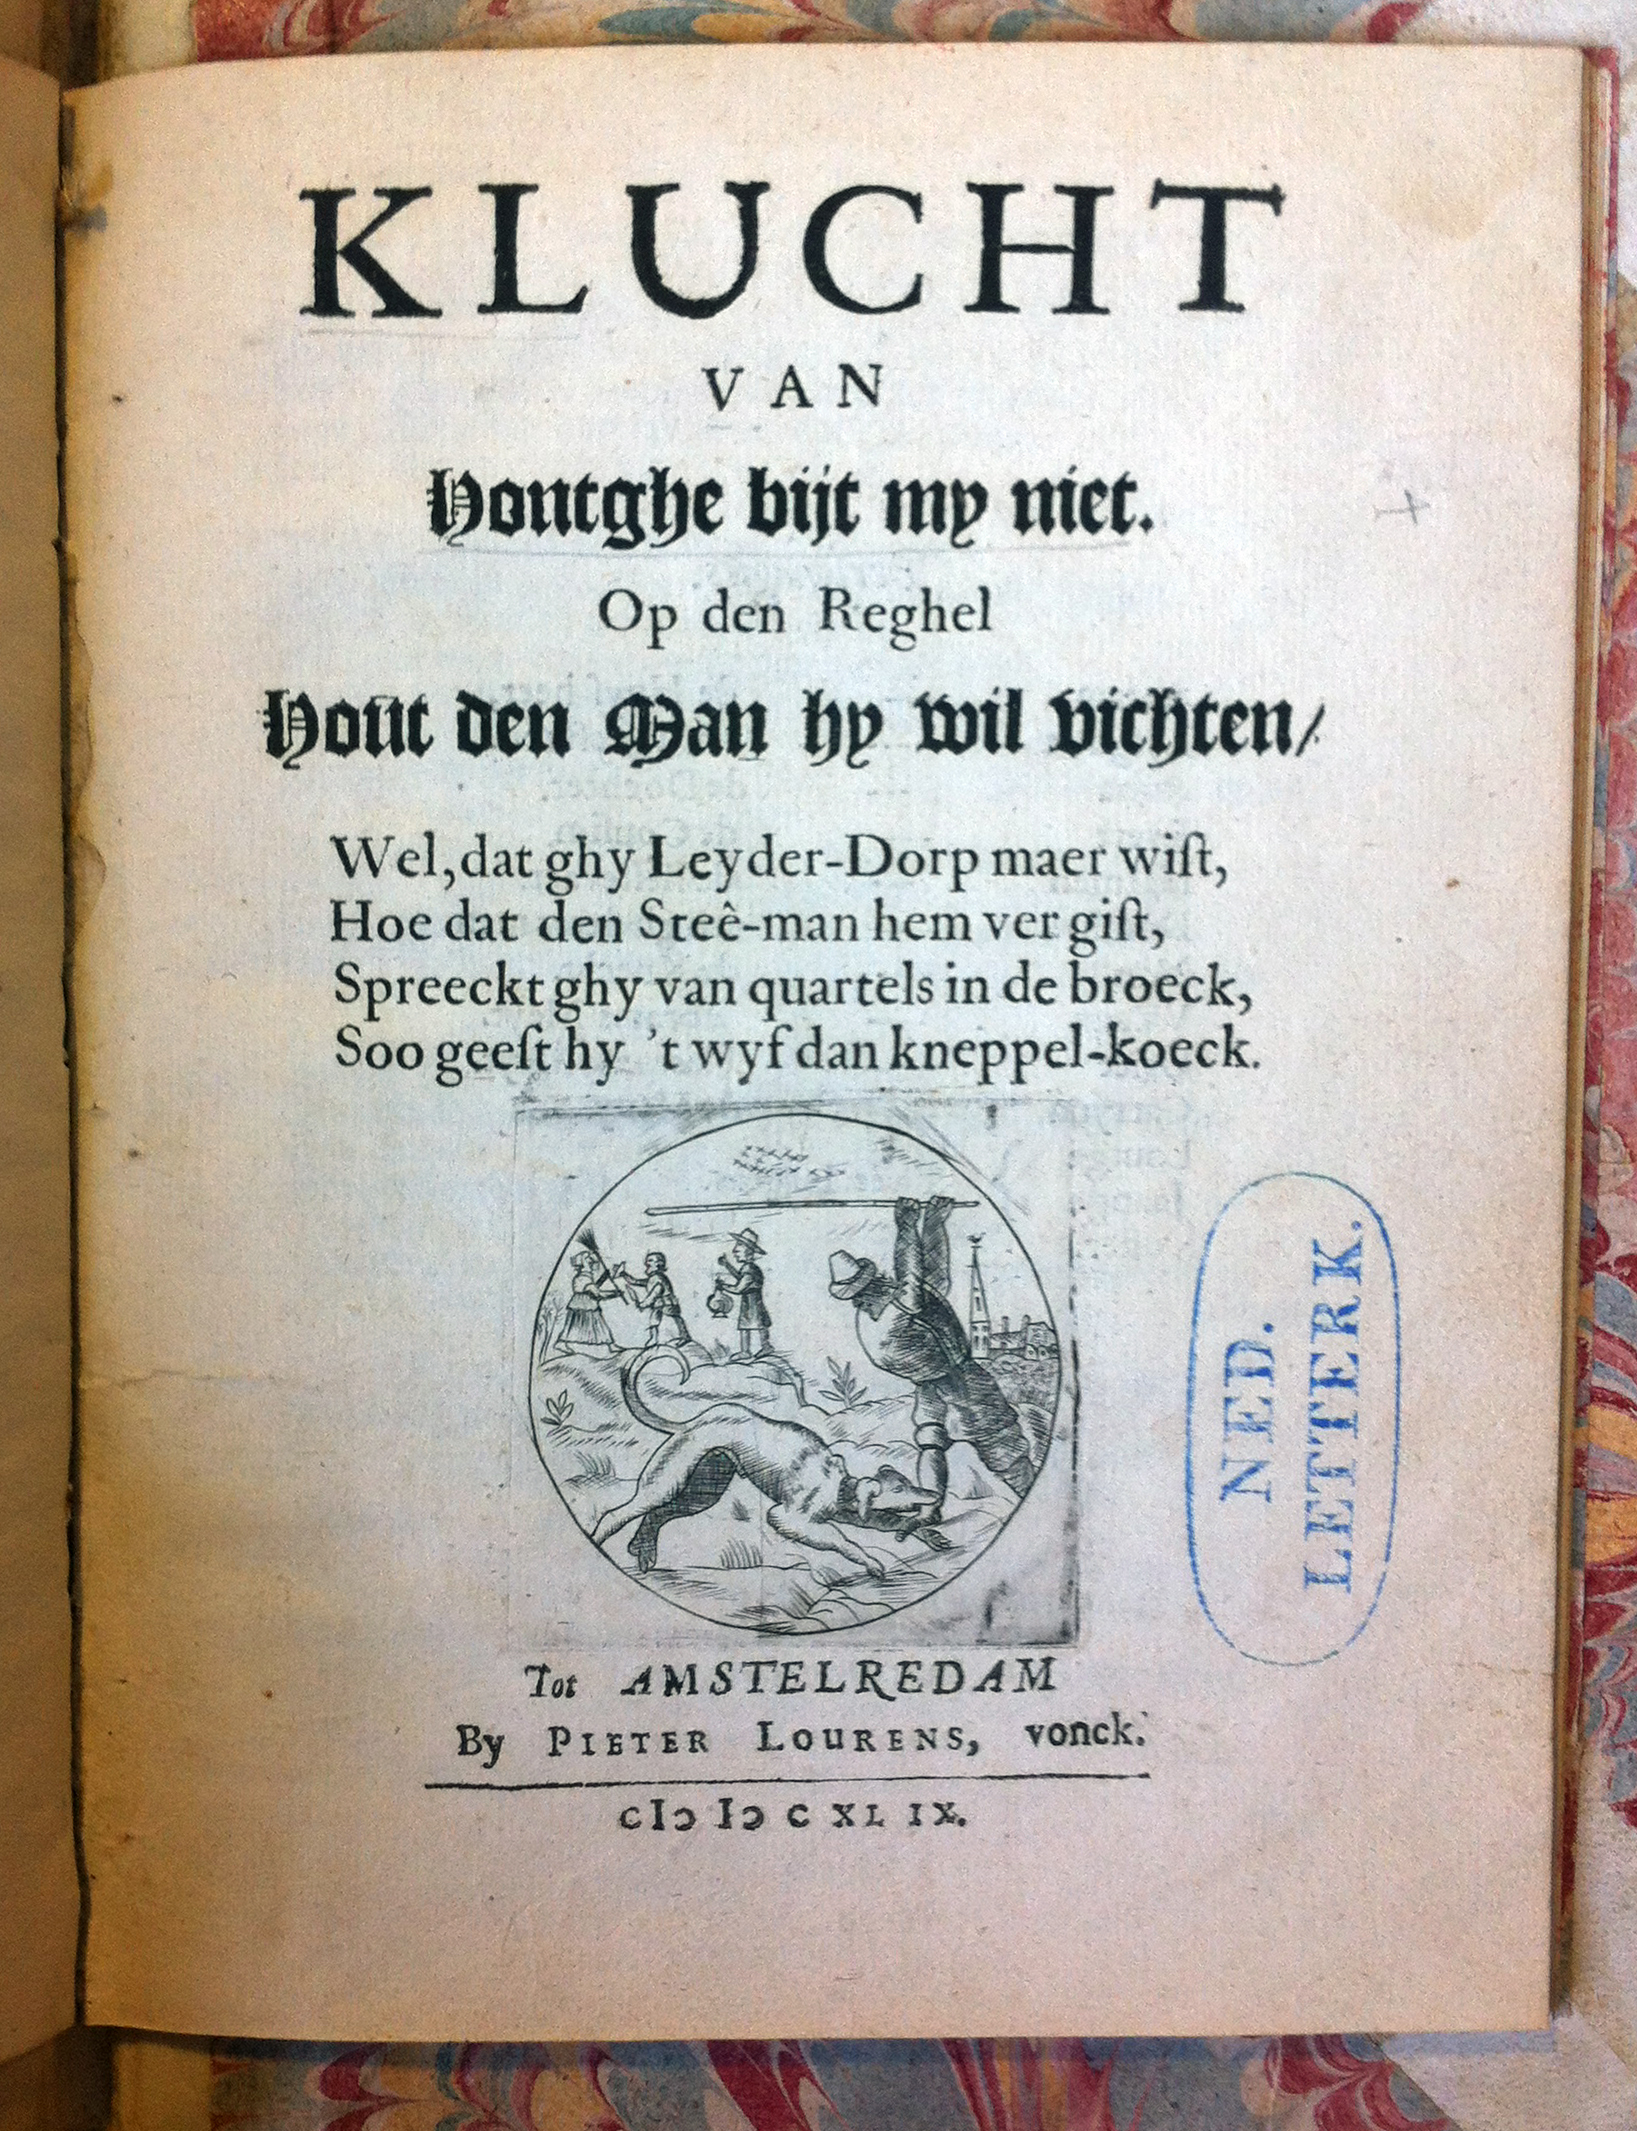 KLUCHT
VAN
Hontghe bijt my niet.
Op den Reghel
Hout den Man hy wil vichten/
Wel, dat ghy Leyder-Dorp maer wiſt,
Hoe dat den Steê-man hem ver giſt,
Spreeckt ghy van quartels in de broeck,
Soo geeft hy 't wyf dan kneppel-koeck.
Tot AMSTELREDAM
By PIETER LOURENS, vonck.
cIↄ Iↄ c XL IX.
NED.
LETTERK.